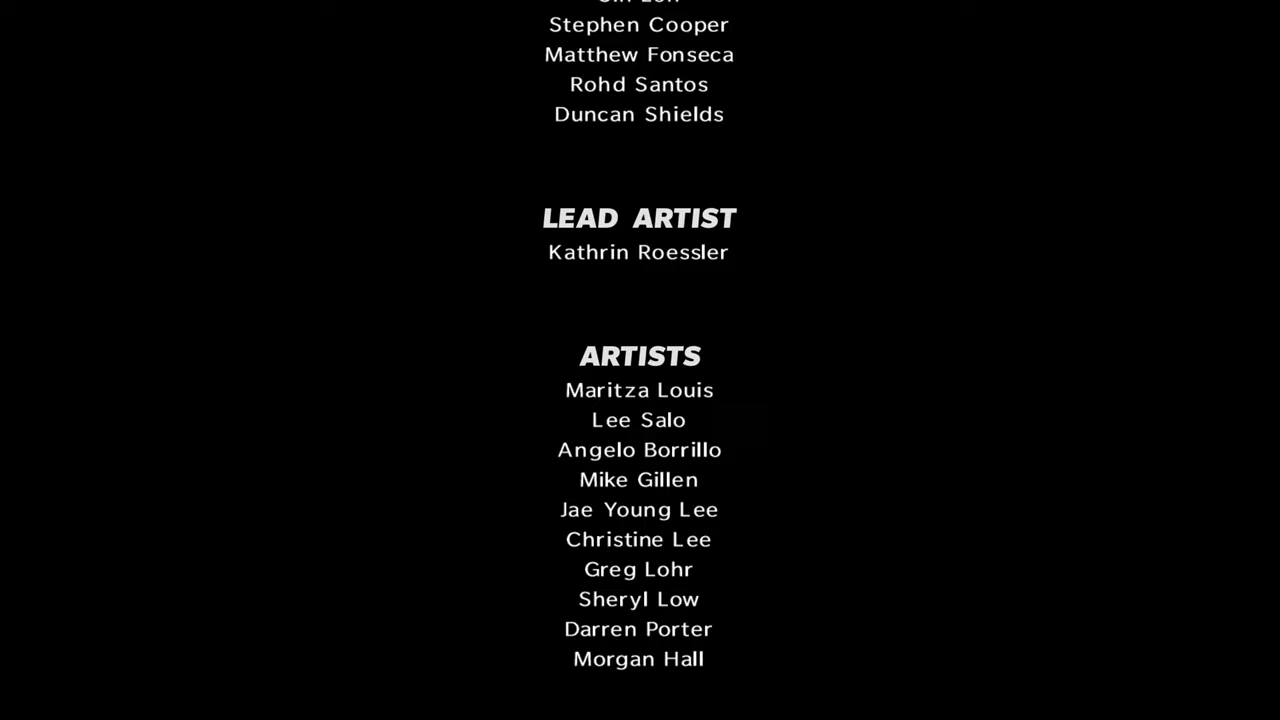 Stephen Cooper
Matthew Fonseca
Rohd Santos
Duncan Shields
LEAD ARTIST
Kathrin Roessler
ARTISTS
Maritza Louis
Lee Salo
Angelo Borrillo
Mike Gillen
Jae Young Lee
Christine Lee
Greg Lohr
Sheryl Low
Darren Porter
Morgan Hall